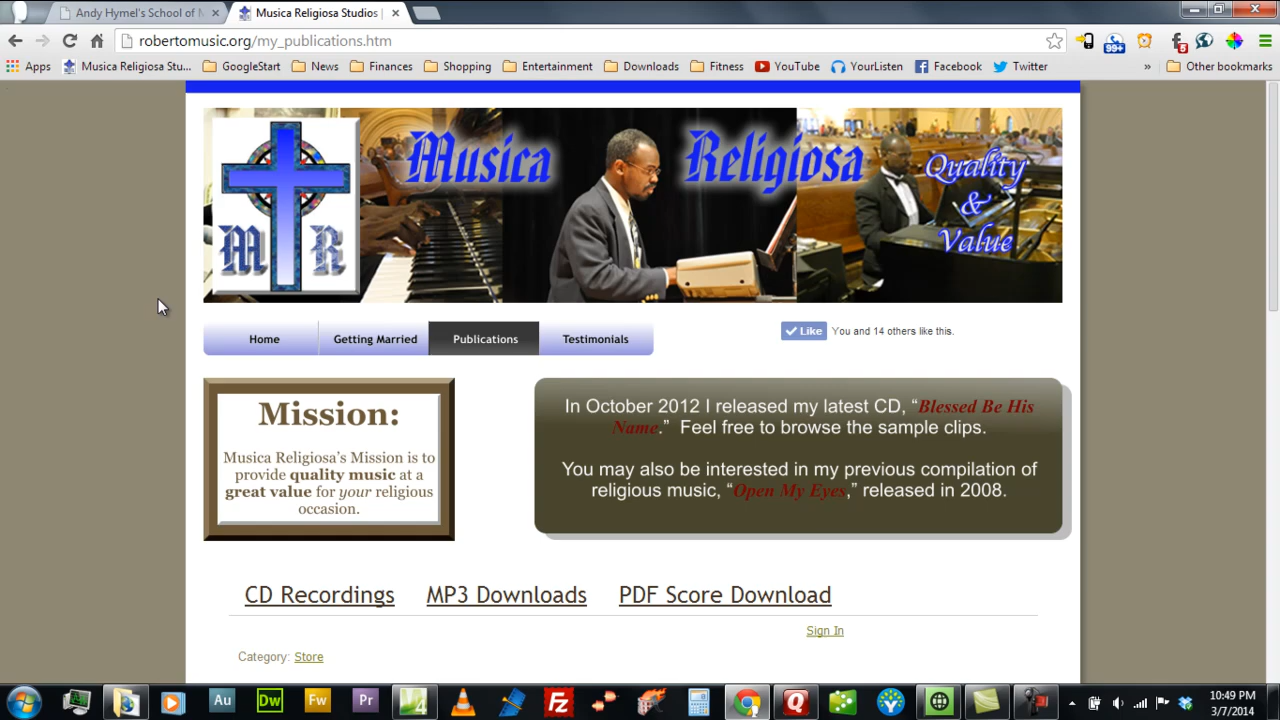 Andy Hymel's School of M
Musica Religiosa Studios |
robertomusic.org/my_publications.htm
99+
5
Apps
Musica Religiosa Stu...
GoogleStart
News
Finances
Shopping
Entertainment
Downloads
Fitness
YouTube
YourListen
Facebook
Twitter
»
Other bookmarks
Musica Religiosa
Quality
&
Value
M R
Home
Getting Married
Publications
Testimonials
Like
You and 14 others like this.
Mission:
Musica Religiosa's Mission is to
provide quality music at a
great value for your religious
occasion.
In October 2012 I released my latest CD, “Blessed Be His
Name.” Feel free to browse the sample clips.
You may also be interested in my previous compilation of
religious music, “Open My Eyes,” released in 2008.
CD Recordings
MP3 Downloads
PDF Score Download
Sign In
Category: Store
Au
Dw
Fw
Pr
4
Fz
Q
10:49 PM
3/7/2014